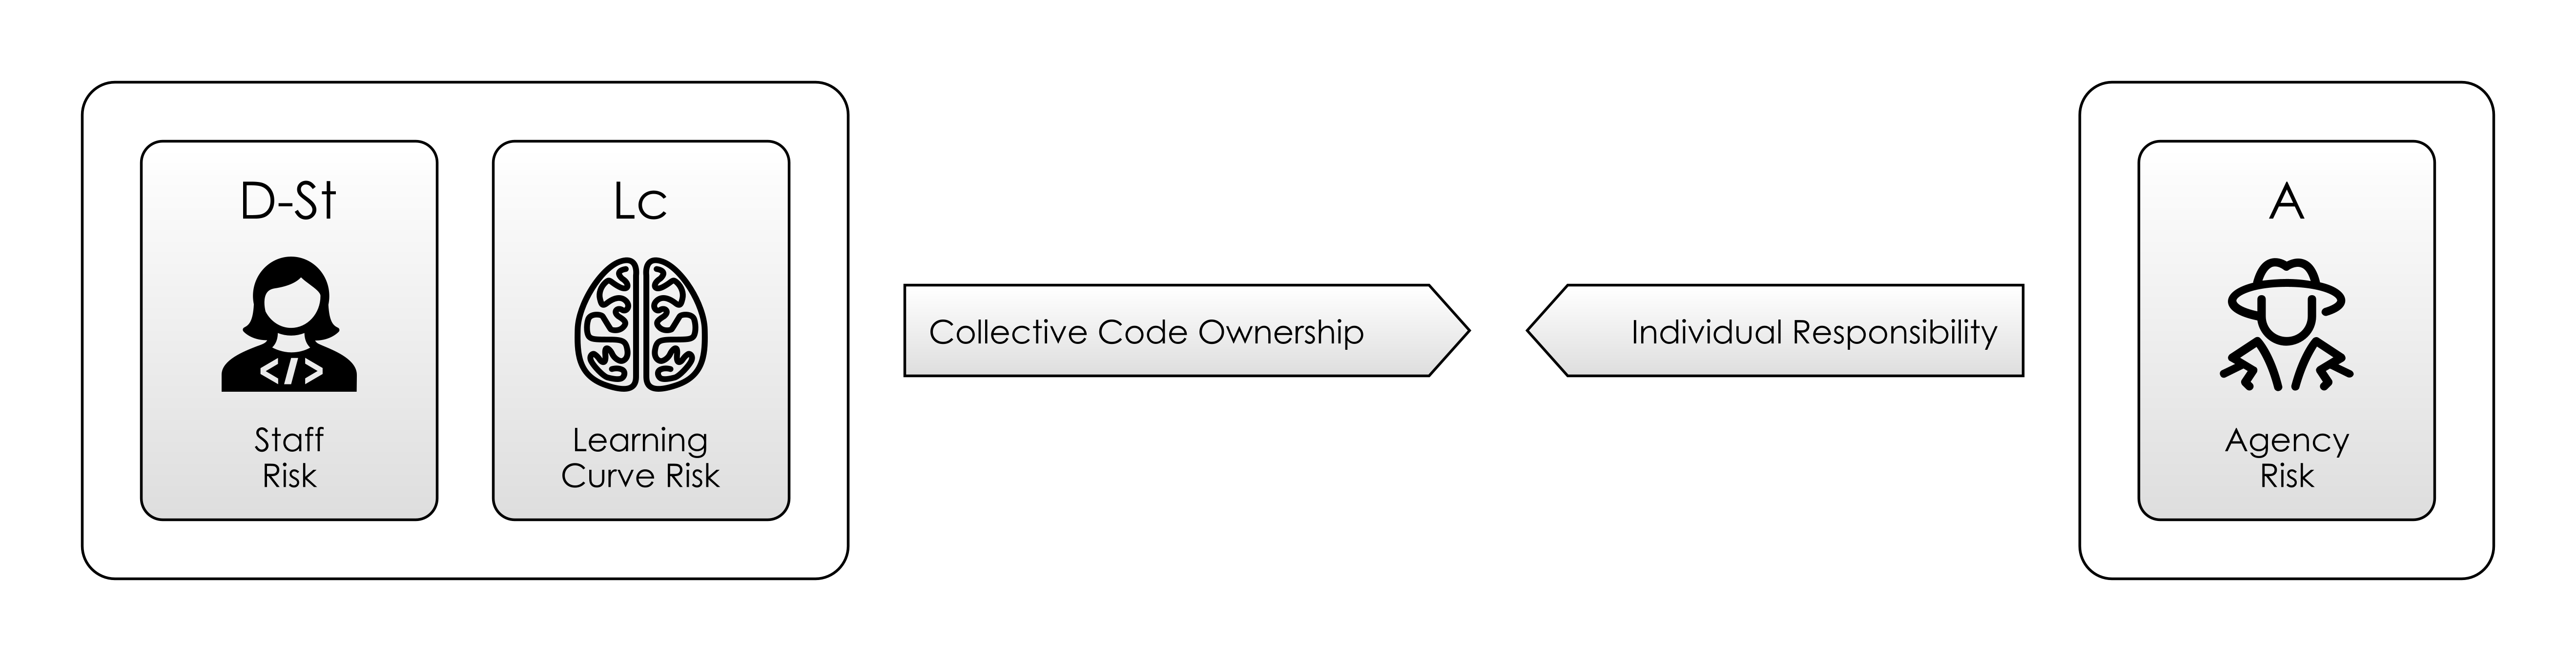 D-St
</>
Staff
Risk
Lc
Learning
Curve Risk
Collective Code Ownership
Individual Responsibility
A
Agency
Risk